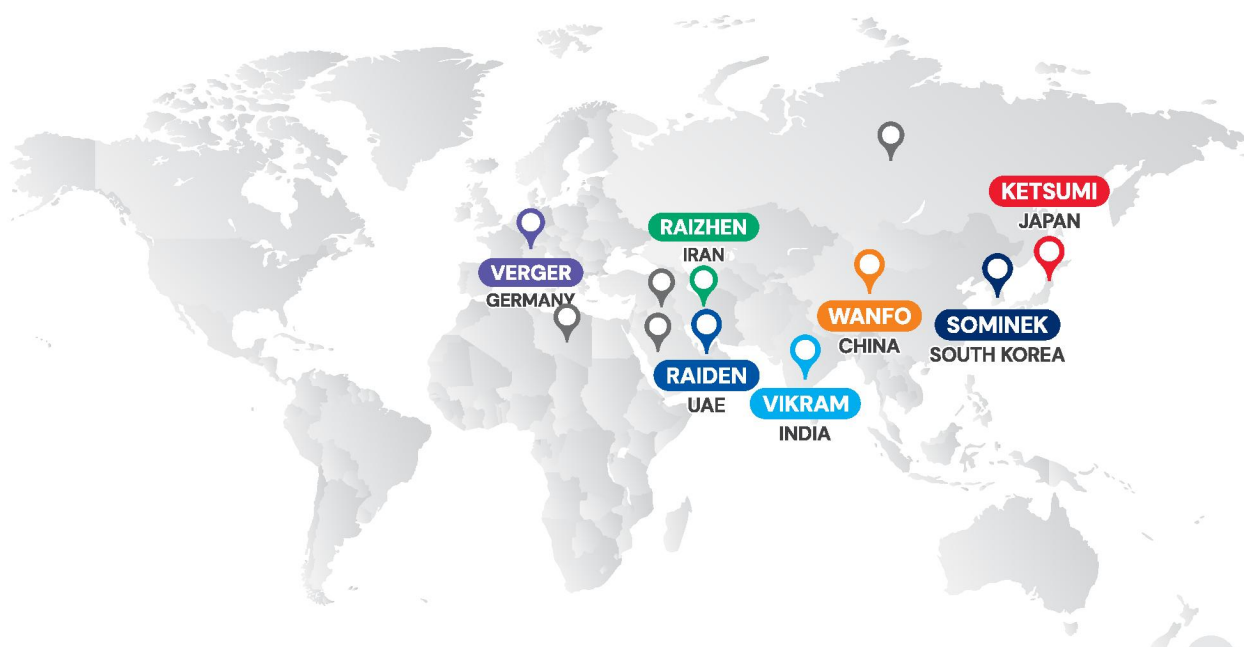 KETSUMI
JAPAN
RAIZHEN
IRAN
VERGER
GERMANY
WANFO
CHINA
SOMINEK
SOUTH KOREA
RAIDEN
UAE
VIKRAM
INDIA